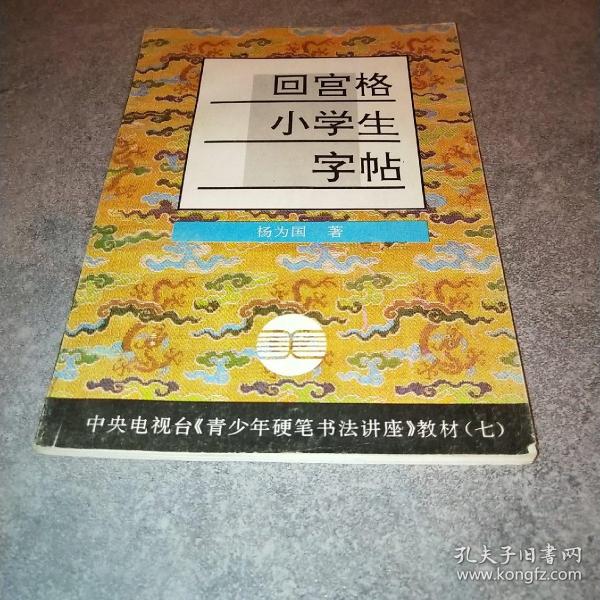 回宫格
小学生
字帖
杨为国 著
中央电视台《青少年硬笔书法讲座》教材(七)
孔夫子旧书网
www.kongfz.com